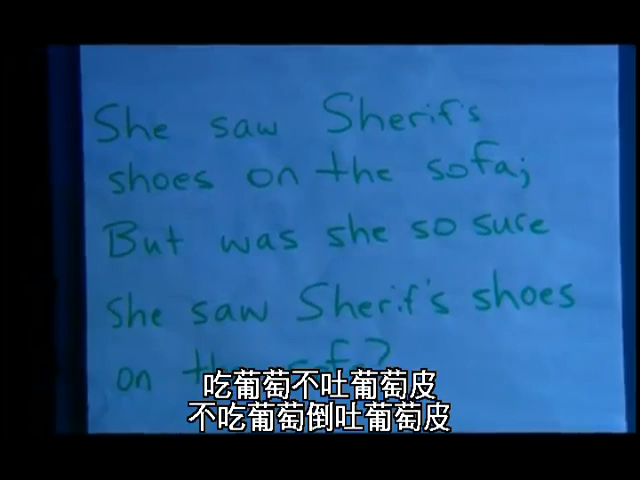 She saw Sherif's
shoes on the sofa;
But was she so sure
she saw Sherif's shoes
on
吃葡萄不吐葡萄皮
不吃葡萄倒吐葡萄皮